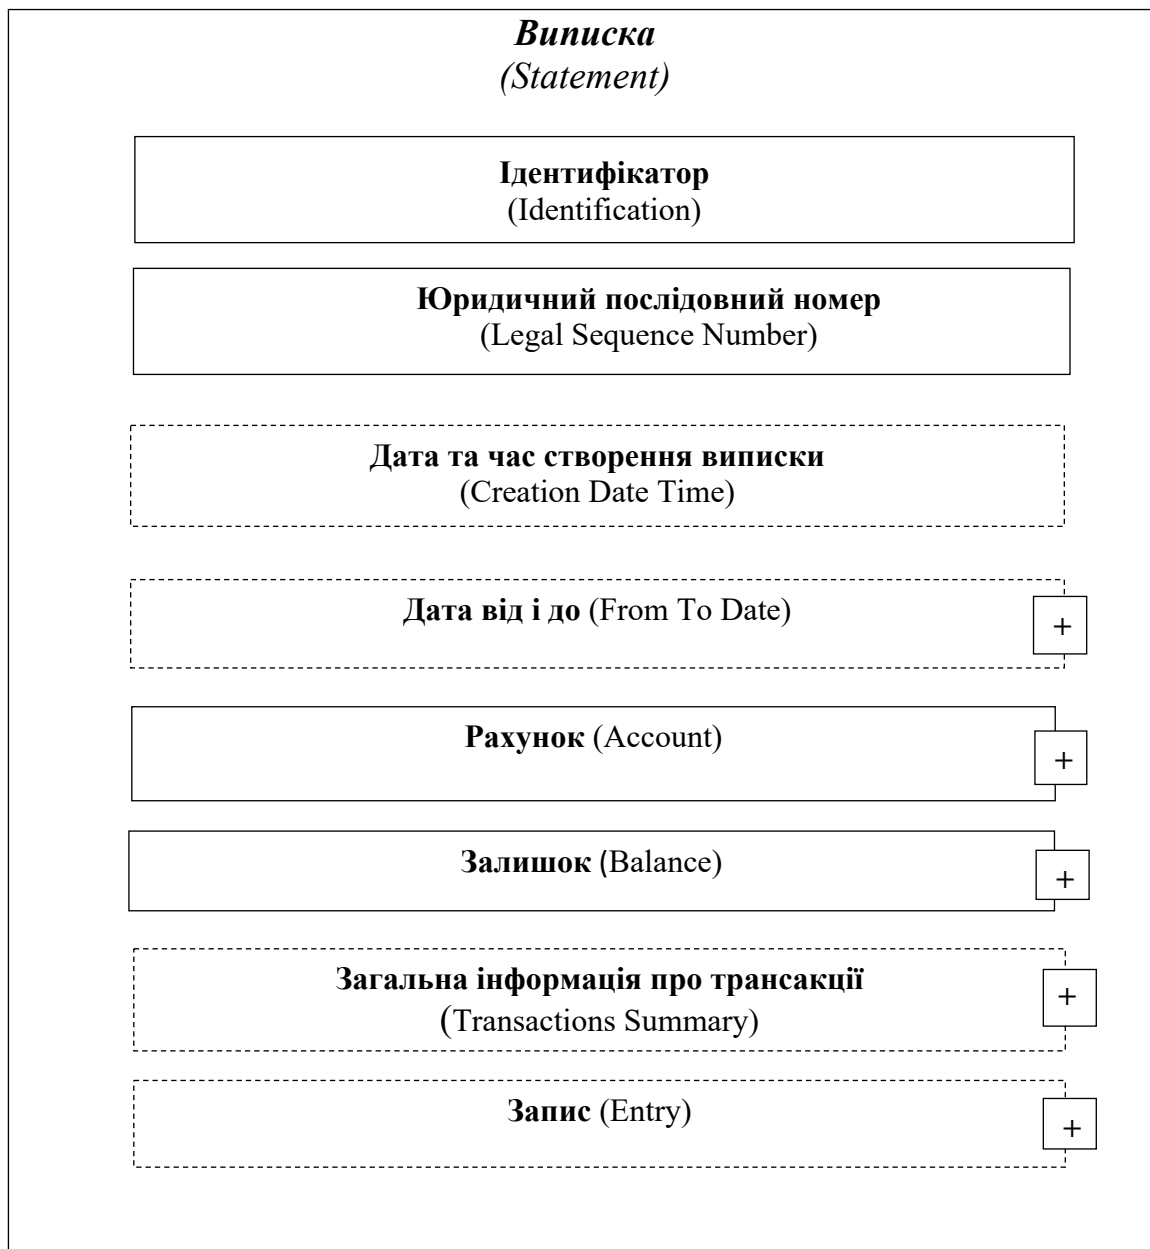 Виписка
(Statement)
Ідентифікатор
(Identification)
Юридичний послідовний номер
(Legal Sequence Number)
Дата та час створення виписки
(Creation Date Time)
Дата від і до (From To Date)
+
Рахунок (Account)
+
Залишок (Balance)
+
Загальна інформація про трансакції
(Transactions Summary)
+
Запис (Entry)
+